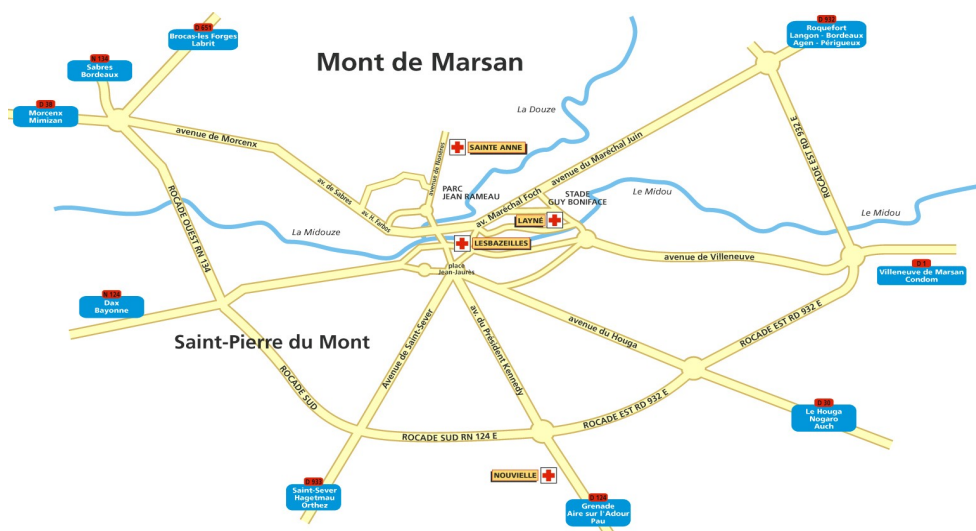 D 651
Brocas-les Forges
Labrit
N 134
Sabres
Bordeaux
D 38
Morcenx
Mimizan
Mont de Marsan
D 932
Roquefort
Langon - Bordeaux
Agen - Périgueux
La Douze
avenue de Morcenx
avenue de Nonères
SAINTE ANNE
avenue du Maréchal Juin
ROCADE EST RD 932 E
av. de Sabres
PARC
JEAN RAMEAU
STADE
GUY BONIFACE
Le Midou
Le Midou
av. H. Farbos
av. Maréchal Foch
LAYNÉ
ROCADE OUEST RN 134
La Midouze
LESBAZEILLES
avenue de Villeneuve
place
Jean-Jaurès
D 1
Villeneuve de Marsan
Condom
N 124
Dax
Bayonne
Saint-Pierre du Mont
Avenue de Saint-Sever
av. du Président Kennedy
avenue du Houga
ROCADE EST RD 932 E
ROCADE SUD
ROCADE SUD RN 124 E
ROCADE EST RD 932 E
D 30
Le Houga
Nogaro
Auch
NOUVIELLE
D 933
Saint-Sever
Hagetmau
Orthez
D 124
Grenade
Aire sur l'Adour
Pau